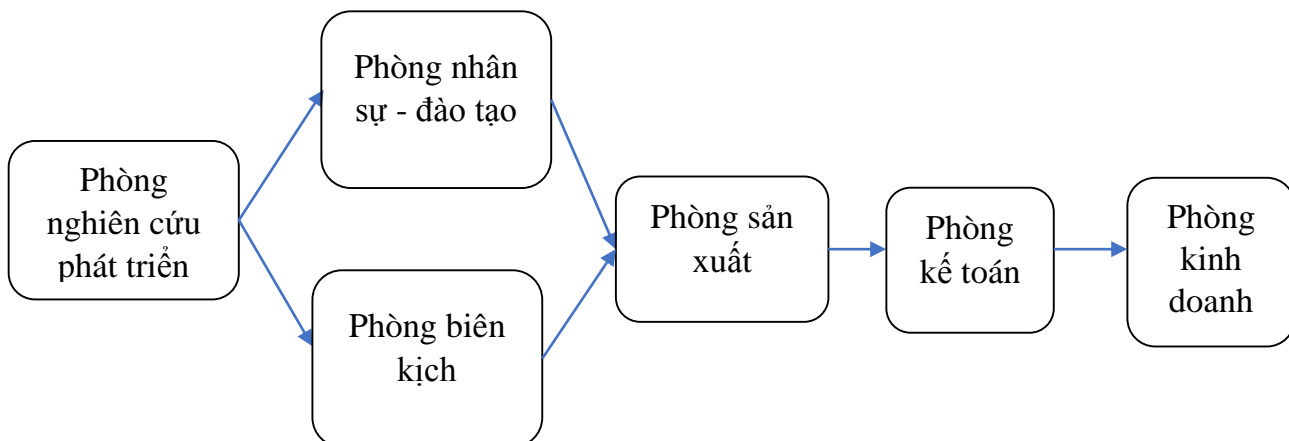 Phòng
nghiên cứu
phát triển
Phòng nhân
sự - đào tạo
Phòng biên
kịch
Phòng sản
xuất
Phòng
kế toán
Phòng
kinh
doanh